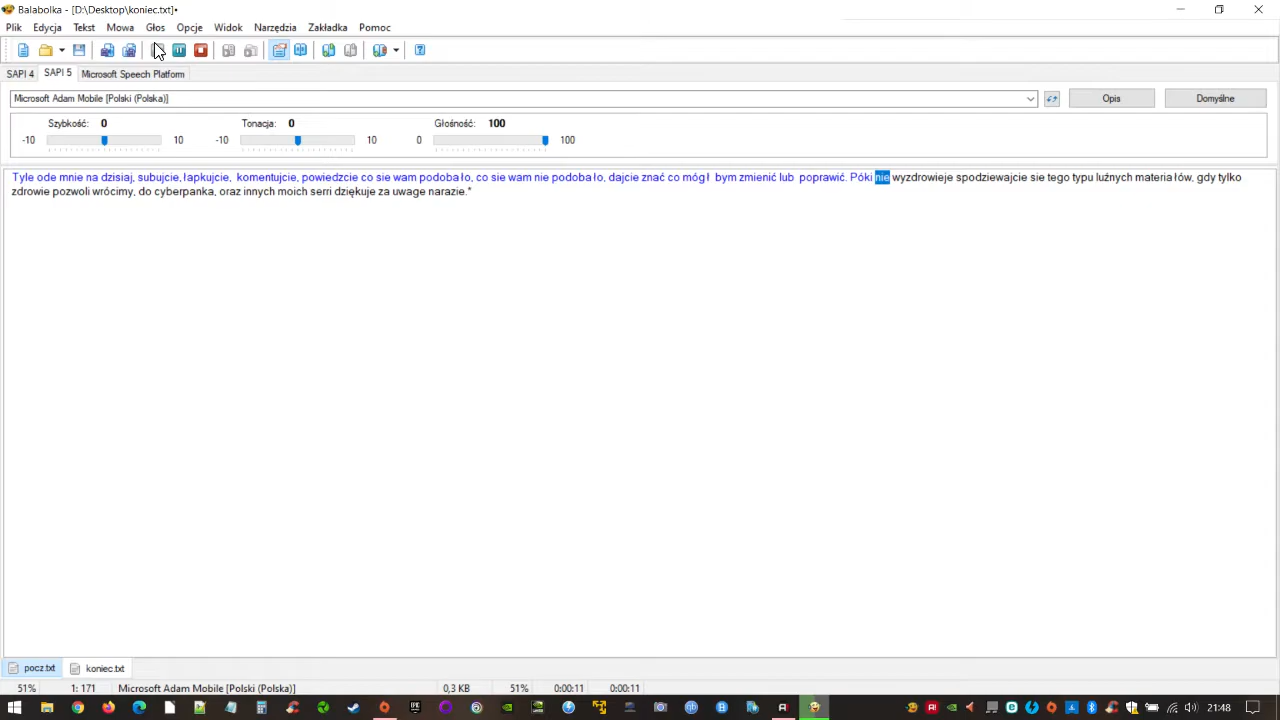 Balabolka - [D:\Desktop\koniec.txt]•
Plik Edycja Tekst Mowa Głos Opcje Widok Narzędzia Zakładka Pomoc
SAPI 4 SAPI 5 Microsoft Speech Platform
Microsoft Adam Mobile [Polski (Polska)] Opis Domyślne
Szybkość: 0 Tonacja: 0 Głośność: 100
-10 10 -10 10 0 100
Tyle ode mnie na dzisiaj, subujcie, łapkujcie, komentujcie, powiedzcie co sie wam podobało, co sie wam nie podobało, dajcie znać co mógł bym zmienić lub poprawić. Póki nie wyzdrowieje spodziewajcie sie tego typu luźnych materiałów, gdy tylko
zdrowie pozwoli wrócimy, do cyberpanka, oraz innych moich serri dziękuje za uwage narazie."
pocz.txt koniec.txt
51% 1: 171 Microsoft Adam Mobile [Polski (Polska)] 0,3 KB 51% 0:00:11 0:00:11
21:48